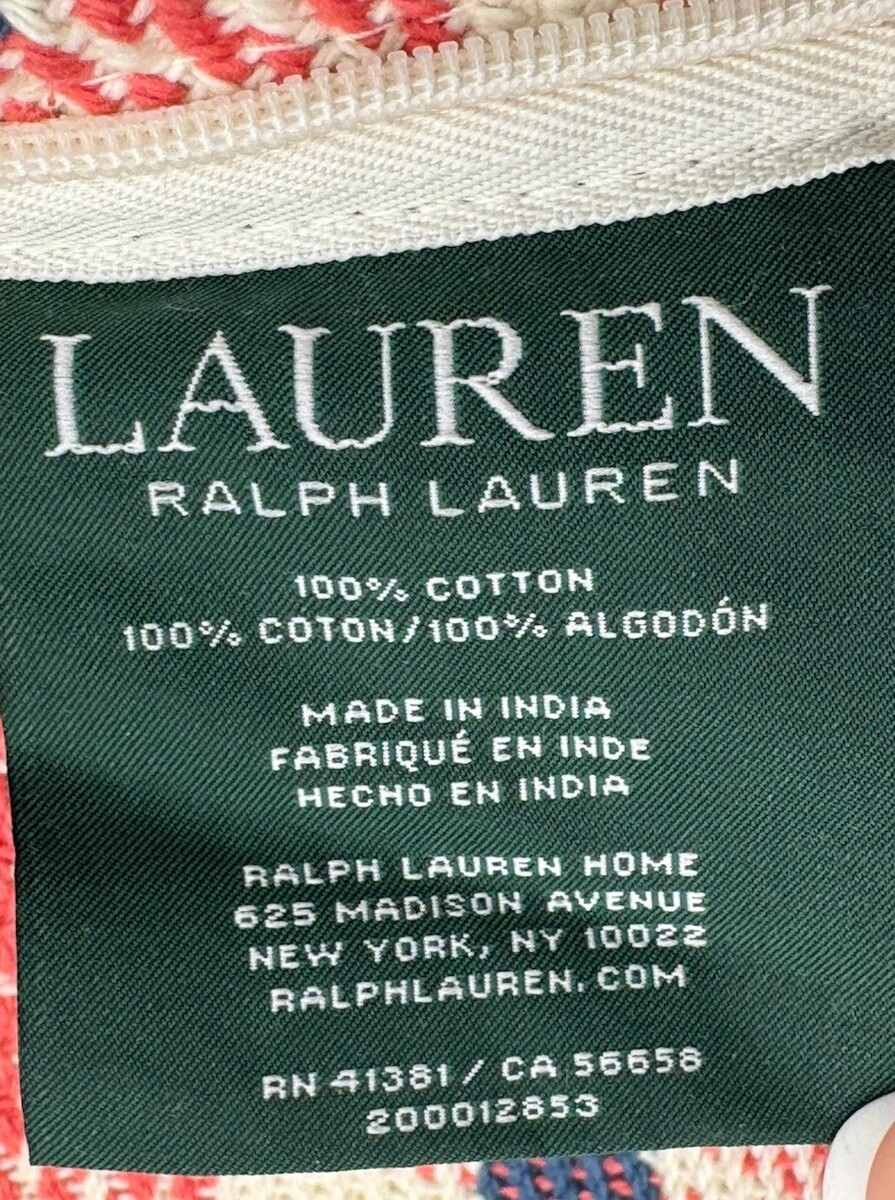 LAUREN
RALPH LAUREN
100% COTTON
100% COTON/100% ALGODÓN
MADE IN INDIA
FABRIQUÉ EN INDE
HECHO EN INDIA
RALPH LAUREN HOME
625 MADISON AVENUE
NEW YORK, NY 10022
RALPHLAUREN.COM
RN 41381 / CA 56658
200012853